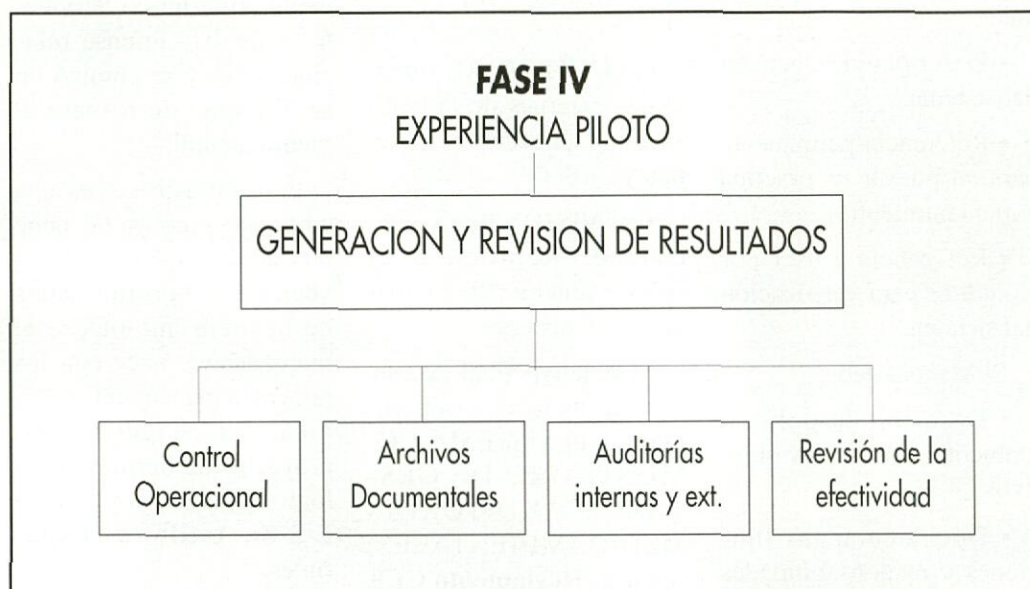 FASE IV
EXPERIENCIA PILOTO
GENERACION Y REVISION DE RESULTADOS
Control
Operacional
Archivos
Documentales
Auditorías
internas y ext.
Revisión de la
efectividad